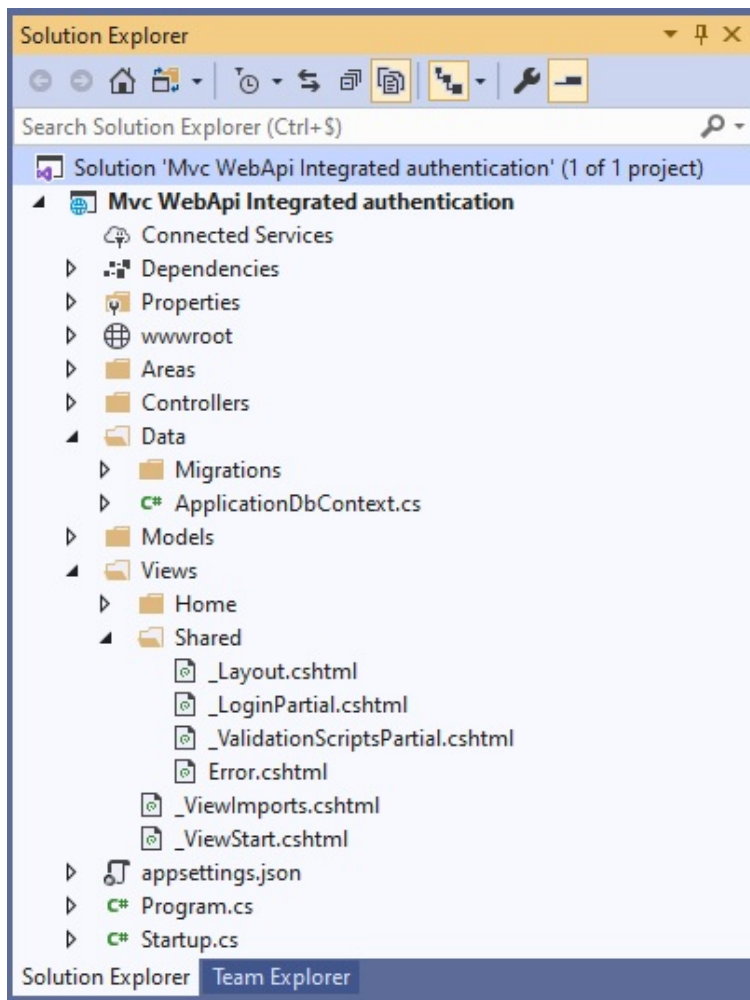 Solution Explorer
Search Solution Explorer (Ctrl+$)
Solution 'Mvc WebApi Integrated authentication' (1 of 1 project)
Mvc WebApi Integrated authentication
Connected Services
Dependencies
Properties
wwwroot
Areas
Controllers
Data
Migrations
C# ApplicationDbContext.cs
Models
Views
Home
Shared
_Layout.cshtml
_LoginPartial.cshtml
_ValidationScriptsPartial.cshtml
Error.cshtml
_ViewImports.cshtml
_ViewStart.cshtml
appsettings.json
C# Program.cs
C# Startup.cs
Solution Explorer Team Explorer